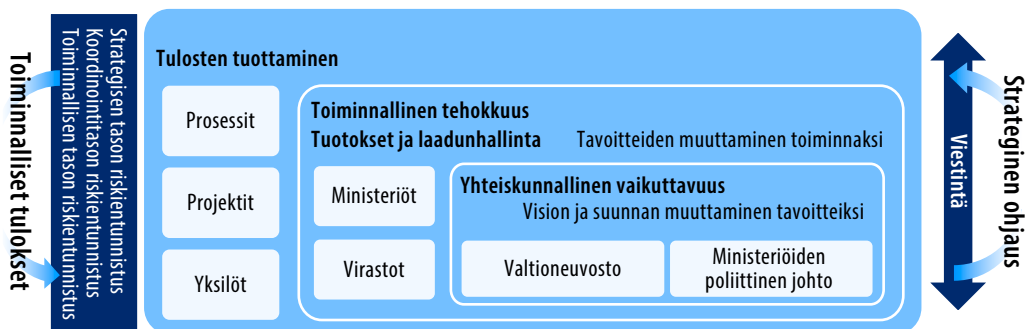 Toiminnalliset tulokset
Strategisen tason riskientunnistus
Koordinointitason riskientunnistus
Toiminnallisen tason riskientunnistus
Tulosten tuottaminen
Prosessit
Projektit
Yksilöt
Toiminnallinen tehokkuus
Tuotokset ja laadunhallinta
Tavoitteiden muuttaminen toiminnaksi
Ministeriöt
Virastot
Yhteiskunnallinen vaikuttavuus
Vision ja suunnan muuttaminen tavoitteiksi
Valtioneuvosto
Ministeriöiden
poliittinen johto
Viestintä
Strateginen ohjaus